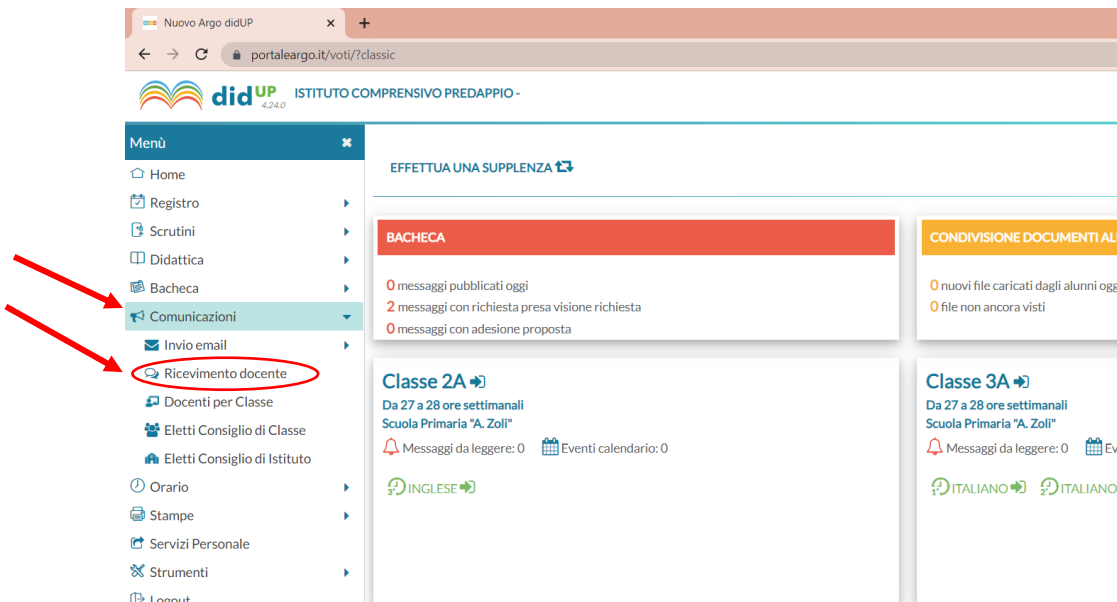 Nuovo Argo didUP
portaleargo.it/voti/?classic
didUP 4.24.0
ISTITUTO COMPRENSIVO PREDAPPIO -
Menù
Home
Registro
Scrutini
Didattica
Bacheca
Comunicazioni
Invio email
Ricevimento docente
Docenti per Classe
Eletti Consiglio di Classe
Eletti Consiglio di Istituto
Orario
Stampe
Servizi Personale
Strumenti
Logout
EFFETTUA UNA SUPPLENZA
BACHECA
0 messaggi pubblicati oggi
2 messaggi con richiesta presa visione richiesta
0 messaggi con adesione proposta
CONDIVISIONE DOCUMENTI AL
0 nuovi file caricati dagli alunni ogg
0 file non ancora visti
Classe 2A
Da 27 a 28 ore settimanali
Scuola Primaria "A. Zoli"
Messaggi da leggere: 0 Eventi calendario: 0
3° INGLESE
Classe 3A
Da 27 a 28 ore settimanali
Scuola Primaria "A. Zoli"
Messaggi da leggere: 0 Ev
1° ITALIANO 2° ITALIANO